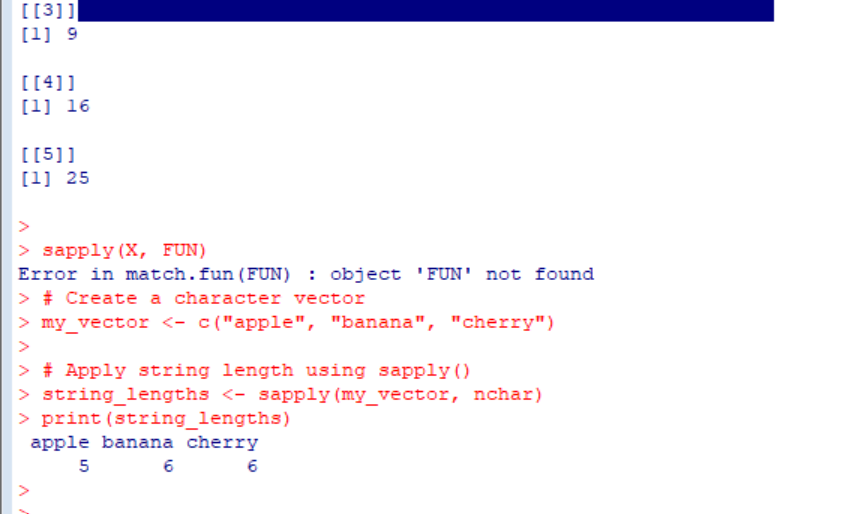 [[3]]
[1] 9
[[4]]
[1] 16
[[5]]
[1] 25
>
> sapply(X, FUN)
Error in match.fun(FUN) : object 'FUN' not found
> # Create a character vector
> my_vector <- c("apple", "banana", "cherry")
>
> # Apply string length using sapply()
> string_lengths <- sapply(my_vector, nchar)
> print(string_lengths)
 apple banana cherry
     5      6      6
>
>